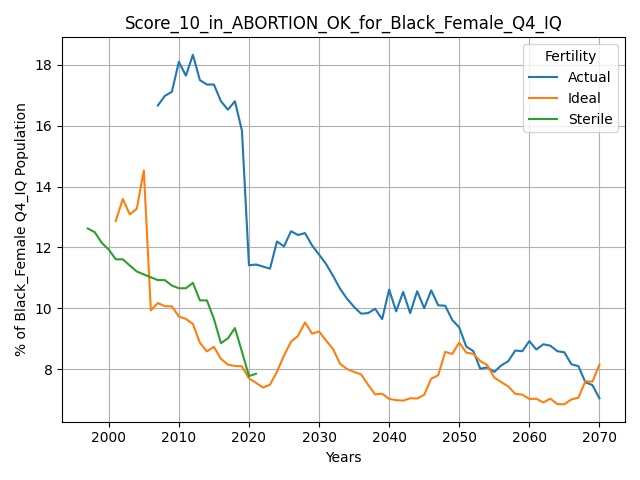 Score_10_in_ABORTION_OK_for_Black_Female_Q4_IQ
% of Black_Female Q4_IQ Population
18
16
14
12
10
8
Fertility
Actual
Ideal
Sterile
2000 2010 2020 2030 2040 2050 2060 2070
Years